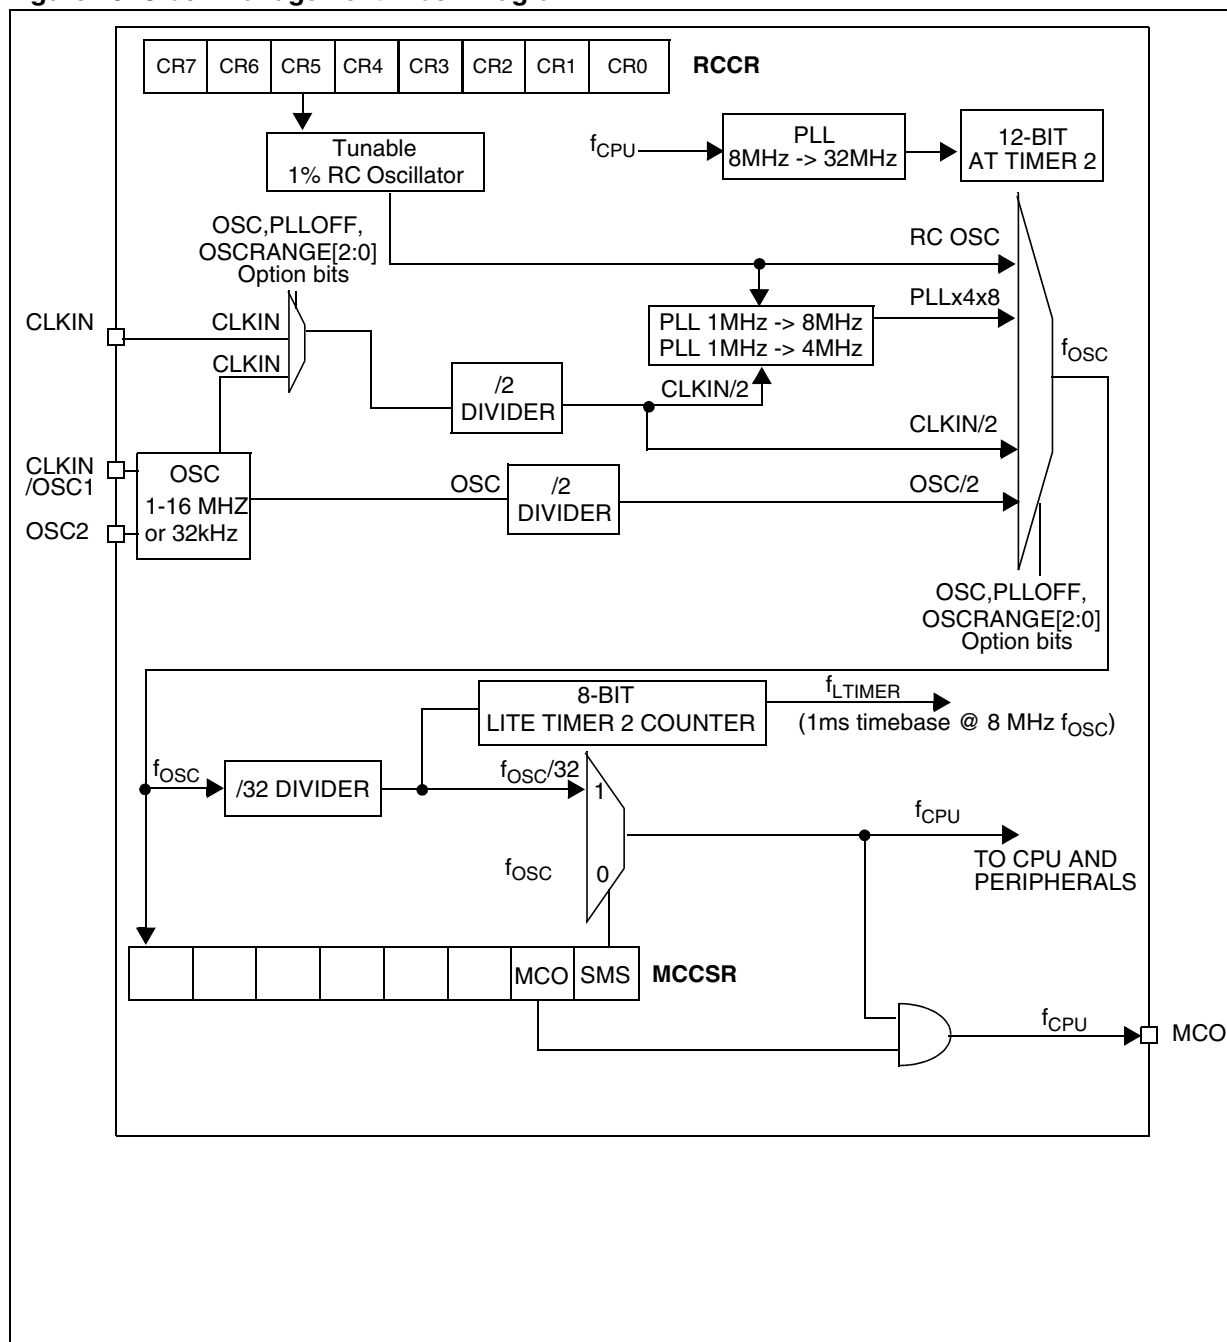 CR7 CR6 CR5 CR4 CR3 CR2 CR1 CR0 RCCR
Tunable
1% RC Oscillator
fCPU
PLL
8MHz -> 32MHz
12-BIT
AT TIMER 2
OSC,PLLOFF,
OSCRANGE[2:0]
Option bits
RC OSC
PLLx4x8
CLKIN
CLKIN
CLKIN
PLL 1MHz -> 8MHz
PLL 1MHz -> 4MHz
fOSC
/2
DIVIDER
CLKIN/2
CLKIN/2
CLKIN
/OSC1
OSC2
OSC
1-16 MHZ
or 32kHz
OSC
/2
DIVIDER
OSC/2
OSC,PLLOFF,
OSCRANGE[2:0]
Option bits
8-BIT
LITE TIMER 2 COUNTER
fLTIMER
(1ms timebase @ 8 MHz fOSC)
fOSC
/32 DIVIDER
fOSC/32
1
fOSC
0
fCPU
TO CPU AND
PERIPHERALS
MCO SMS MCCSR
fCPU
MCO